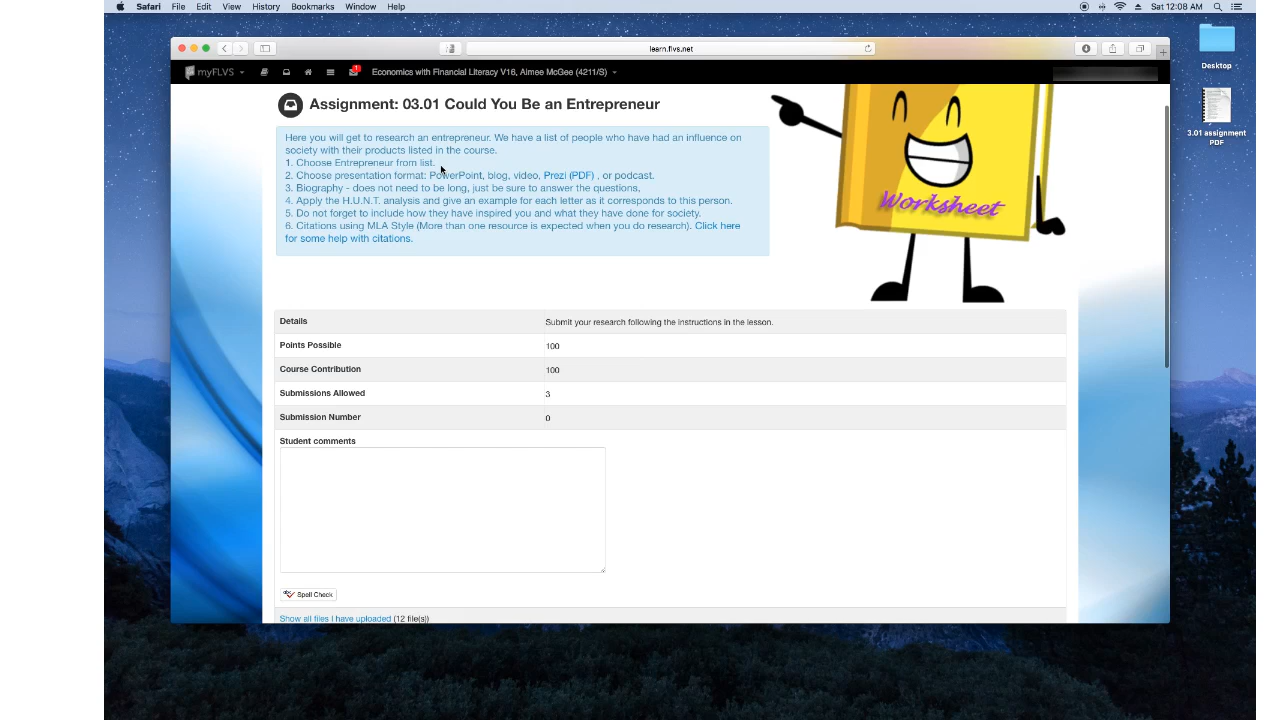 Safari File Edit View History Bookmarks Window Help Sat 12:08 AM
learn.flvs.net
Desktop
myFLVS 1 Economics with Financial Literacy V16, Aimee McGee (4211/S)
Assignment: 03.01 Could You Be an Entrepreneur
3.01 assignment
PDF
Here you will get to research an entrepreneur. We have a list of people who have had an influence on
society with their products listed in the course.
1. Choose Entrepreneur from list.
2. Choose presentation format: PowerPoint, blog, video, Prezi (PDF) , or podcast.
3. Biography - does not need to be long, just be sure to answer the questions,
4. Apply the H.U.N.T. analysis and give an example for each letter as it corresponds to this person.
5. Do not forget to include how they have inspired you and what they have done for society.
6. Citations using MLA Style (More than one resource is expected when you do research). Click here
for some help with citations.
Worksheet
Details Submit your research following the instructions in the lesson.
Points Possible 100
Course Contribution 100
Submissions Allowed 3
Submission Number 0
Student comments
abc Spell Check
Show all files I have uploaded (12 file(s))